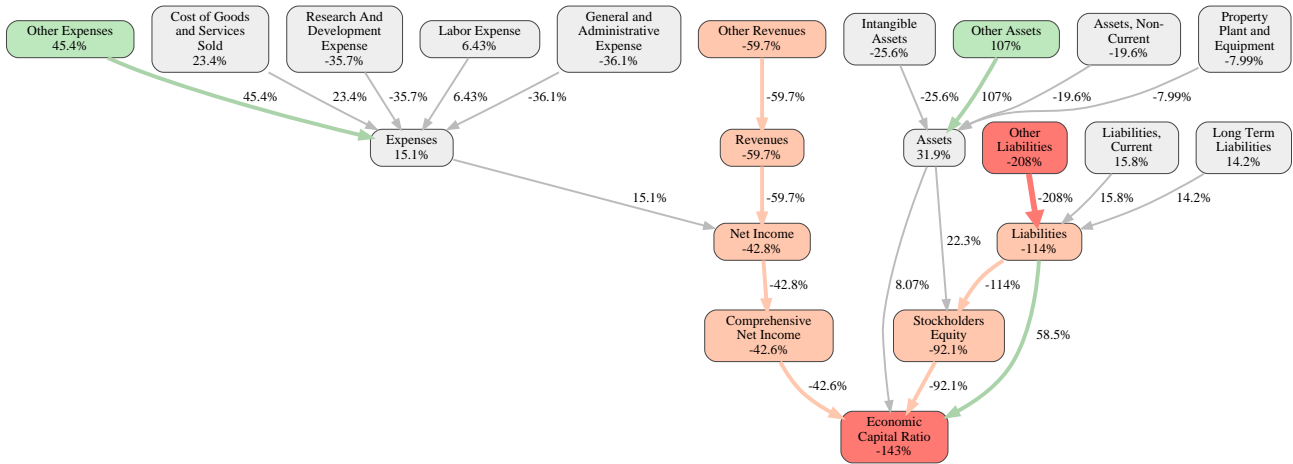 Other Expenses
45.4%
Cost of Goods
and Services
Sold
23.4%
Research And
Development
Expense
-35.7%
Labor Expense
6.43%
General and
Administrative
Expense
-36.1%
Other Revenues
-59.7%
Intangible
Assets
-25.6%
Other Assets
107%
Assets, Non-
Current
-19.6%
Property
Plant and
Equipment
-7.99%
45.4%
23.4%
-35.7%
6.43%
-36.1%
-59.7%
-25.6%
107%
-19.6%
-7.99%
Expenses
15.1%
Revenues
-59.7%
Assets
31.9%
Other
Liabilities
-208%
Liabilities,
Current
15.8%
Long Term
Liabilities
14.2%
15.1%
-59.7%
-208%
15.8%
14.2%
Net Income
-42.8%
22.3%
Liabilities
-114%
-42.8%
8.07%
-114%
Comprehensive
Net Income
-42.6%
Stockholders
Equity
-92.1%
58.5%
-42.6%
-92.1%
Economic
Capital Ratio
-143%